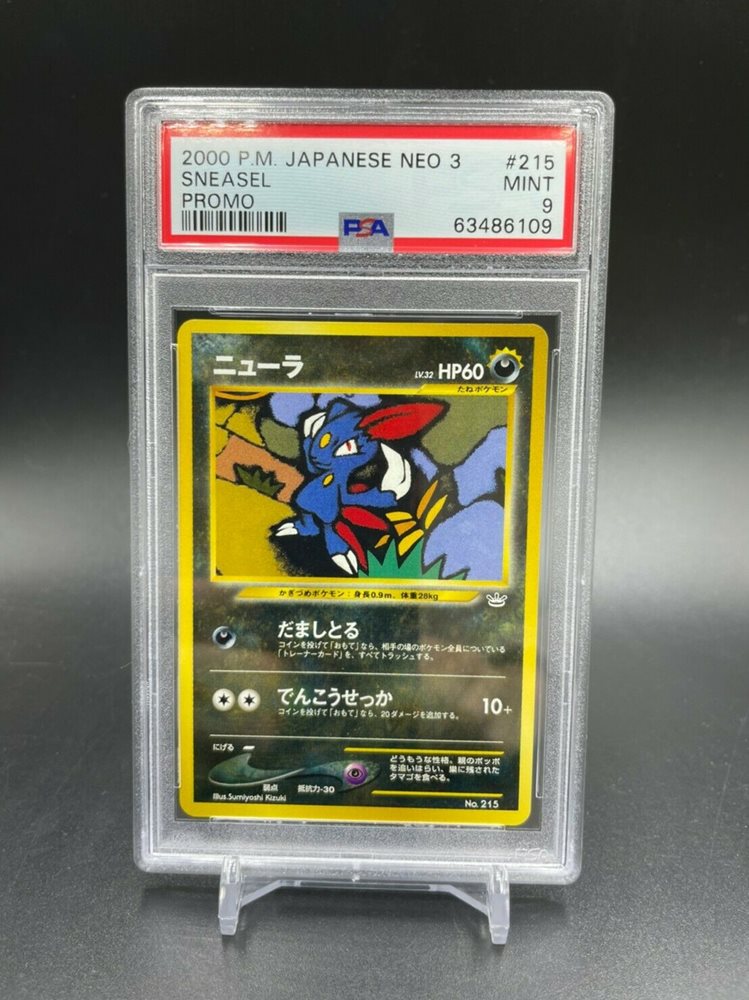 2000 P.M. JAPANESE NEO 3 #215
SNEASEL MINT
PROMO 9
PSA 63486109
ニューラ LV.32 HP60
たねポケモン
かぎづめポケモン：身長0.9m、体重28kg
だましとる
コインを投げて「おもて」なら、相手の場のポケモン全員についている
「トレーナーカード」を、すべてトラッシュする。
でんこうせっか 10+
コインを投げて「おもて」なら、20ダメージを追加する。
にげる
どうもうな性格。親のポッポ
を追いはらい、巣に残された
タマゴを食べる。
弱点 抵抗力-30
Illus.Sumiyoshi Kizuki No.215